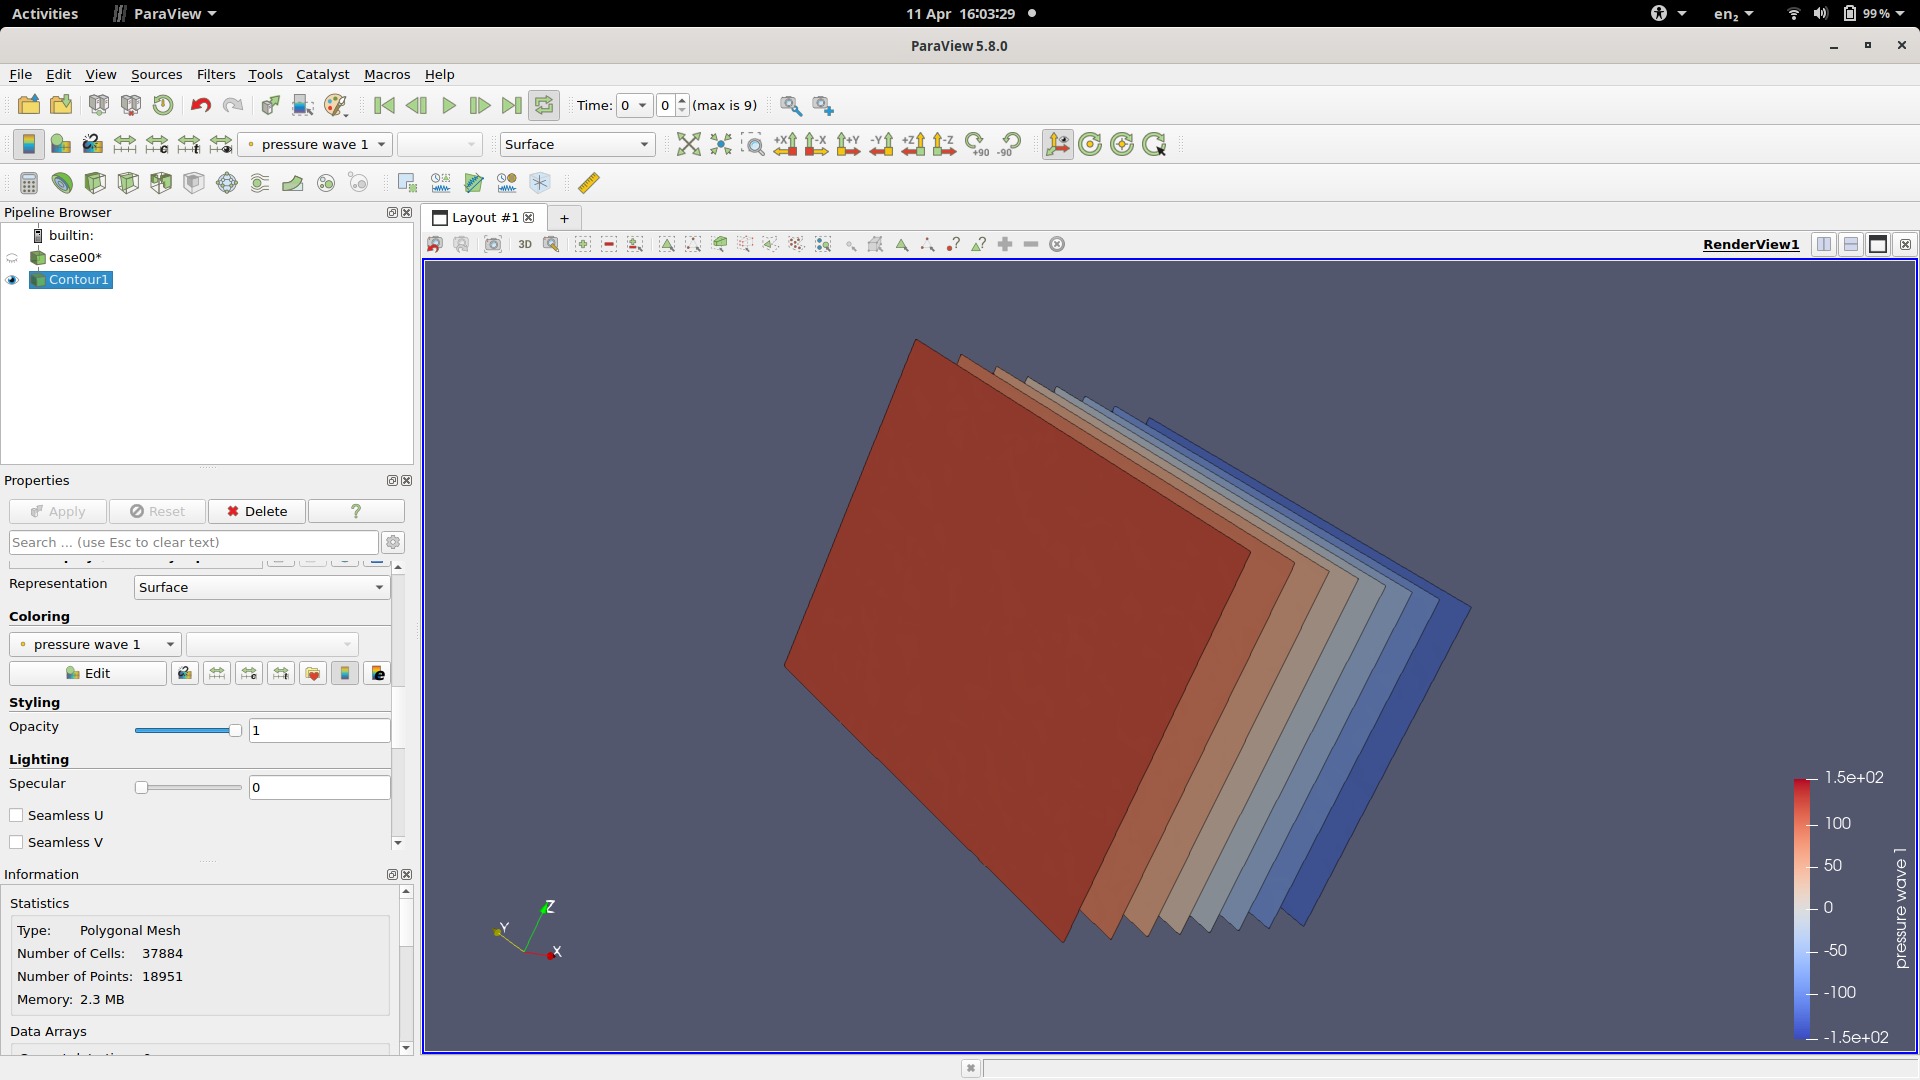 Activities ParaView 11 Apr 16:03:29 en₂ 99 %
ParaView 5.8.0
File Edit View Sources Filters Tools Catalyst Macros Help
Time: 0 0 (max is 9)
pressure wave 1 Surface +X -X +Y -Y +Z -Z +90 -90
Pipeline Browser
builtin:
case00*
Contour1
Layout #1 +
3D RenderView1
Properties
Apply Reset Delete ?
Search ... (use Esc to clear text)
Representation Surface
Coloring
pressure wave 1
Edit
Styling
Opacity 1
Lighting
Specular 0
Seamless U
Seamless V
Information
Statistics
Type: Polygonal Mesh
Number of Cells: 37884
Number of Points: 18951
Memory: 2.3 MB
Data Arrays
Z
Y
X
1.5e+02
100
50
0
-50
-100
-1.5e+02
pressure wave 1